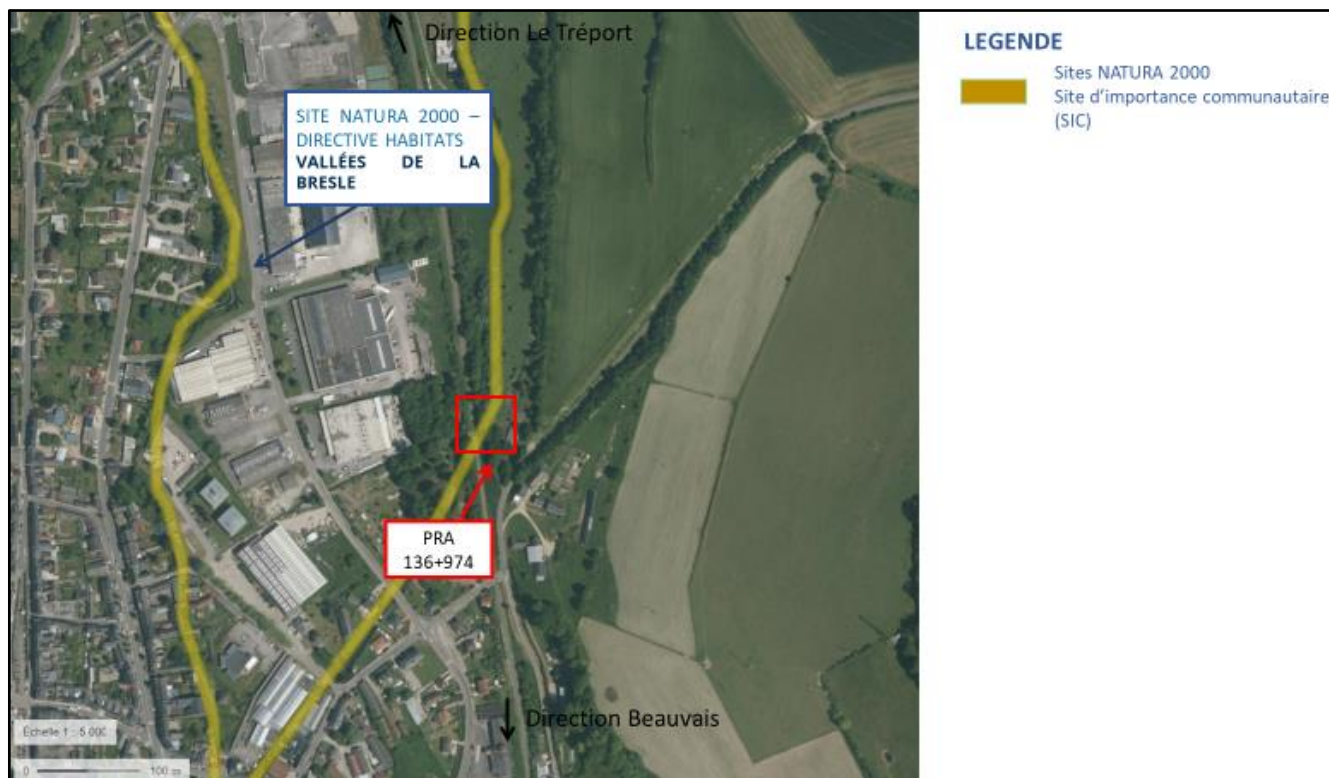 Direction Le Tréport
SITE NATURA 2000 –
DIRECTIVE HABITATS
VALLÉES DE LA
BRESLE
PRA
136+974
Direction Beauvais
Echelle 1 : 5 000
0 100 m
LEGENDE
Sites NATURA 2000
Site d'importance communautaire
(SIC)